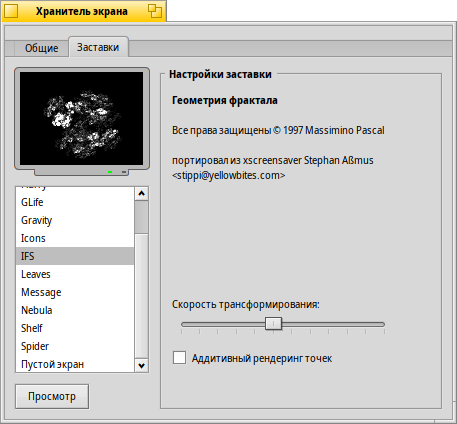 Хранитель экрана
Общие
Заставки
Настройки заставки
Геометрия фрактала
Все права защищены © 1997 Massimino Pascal
портировал из xscreensaver Stephan Aßmus
<stippi@yellowbites.com>
GLife
Gravity
Icons
IFS
Leaves
Message
Nebula
Shelf
Spider
Пустой экран
Скорость трансформирования:
Аддитивный рендеринг точек
Просмотр